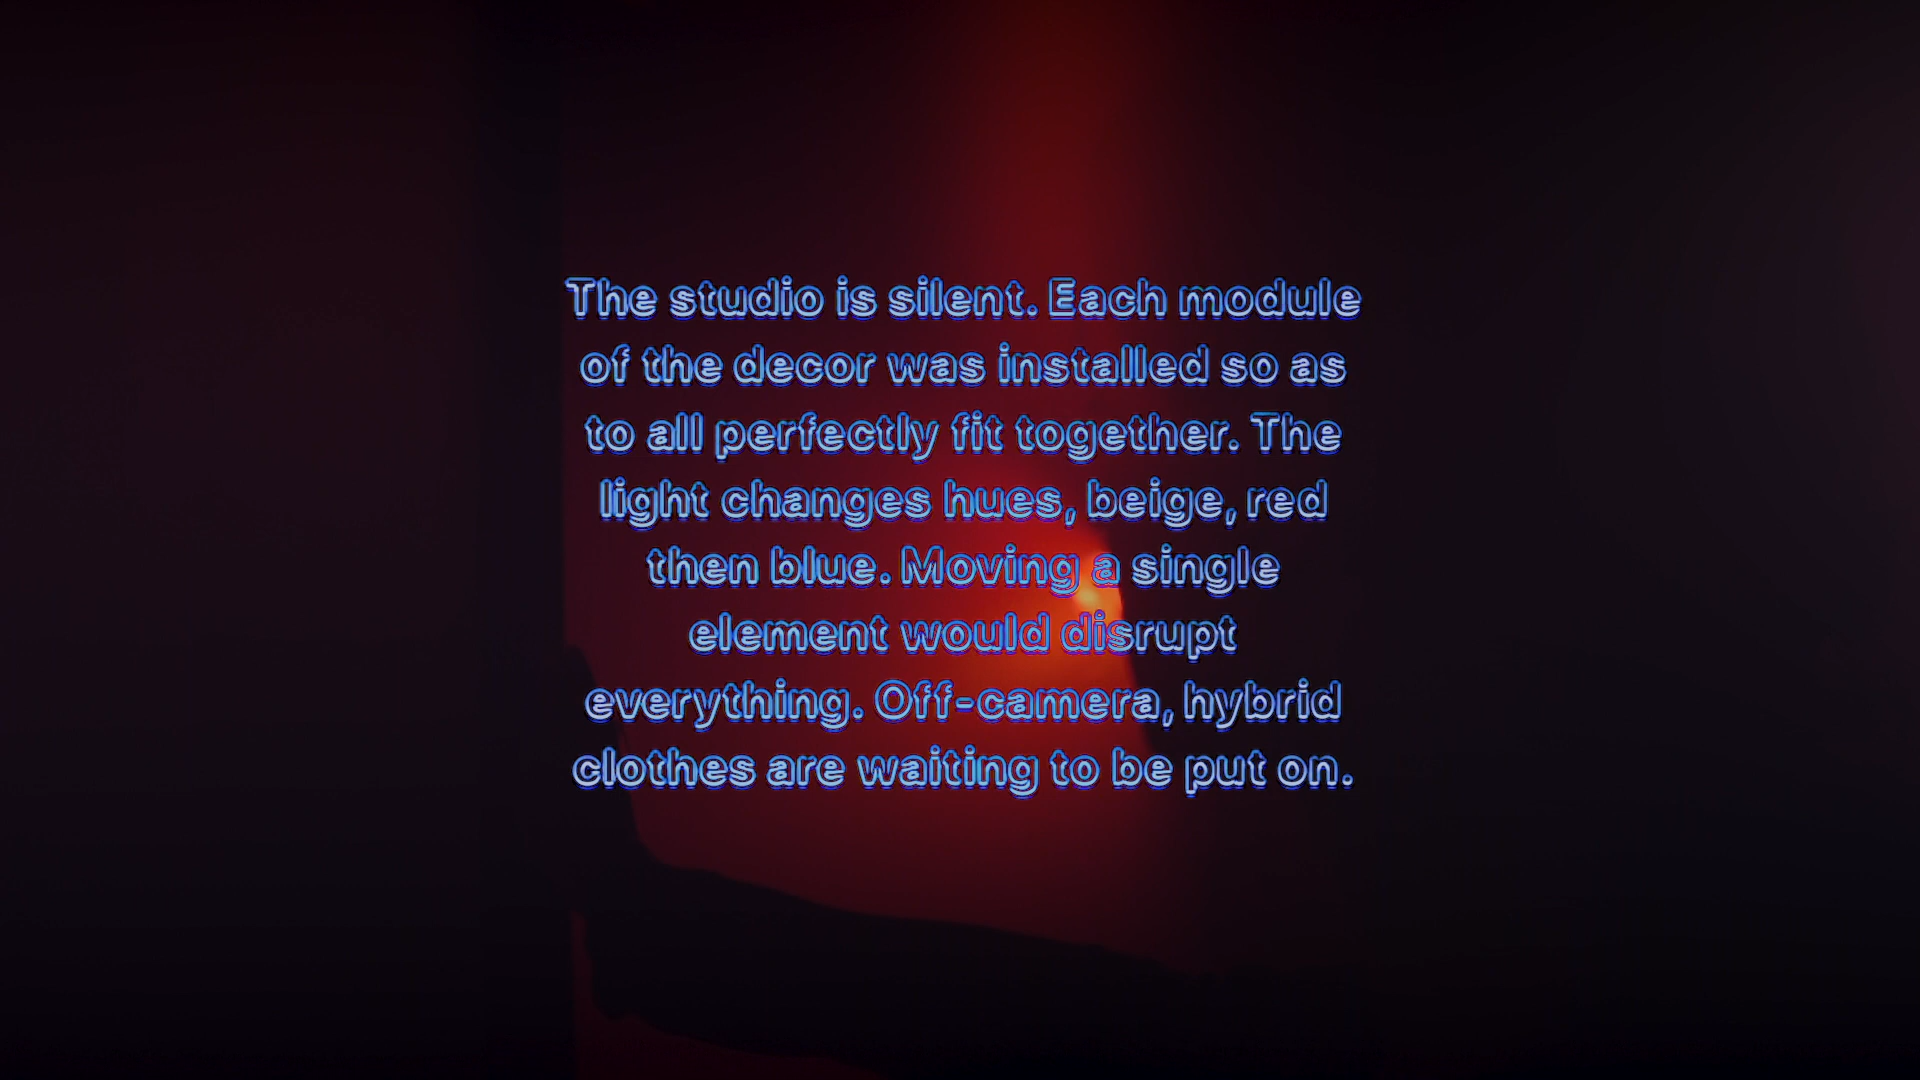 The studio is silent. Each module
of the decor was installed so as
to all perfectly fit together. The
light changes hues, beige, red
then blue. Moving a single
element would disrupt
everything. Off-camera, hybrid
clothes are waiting to be put on.